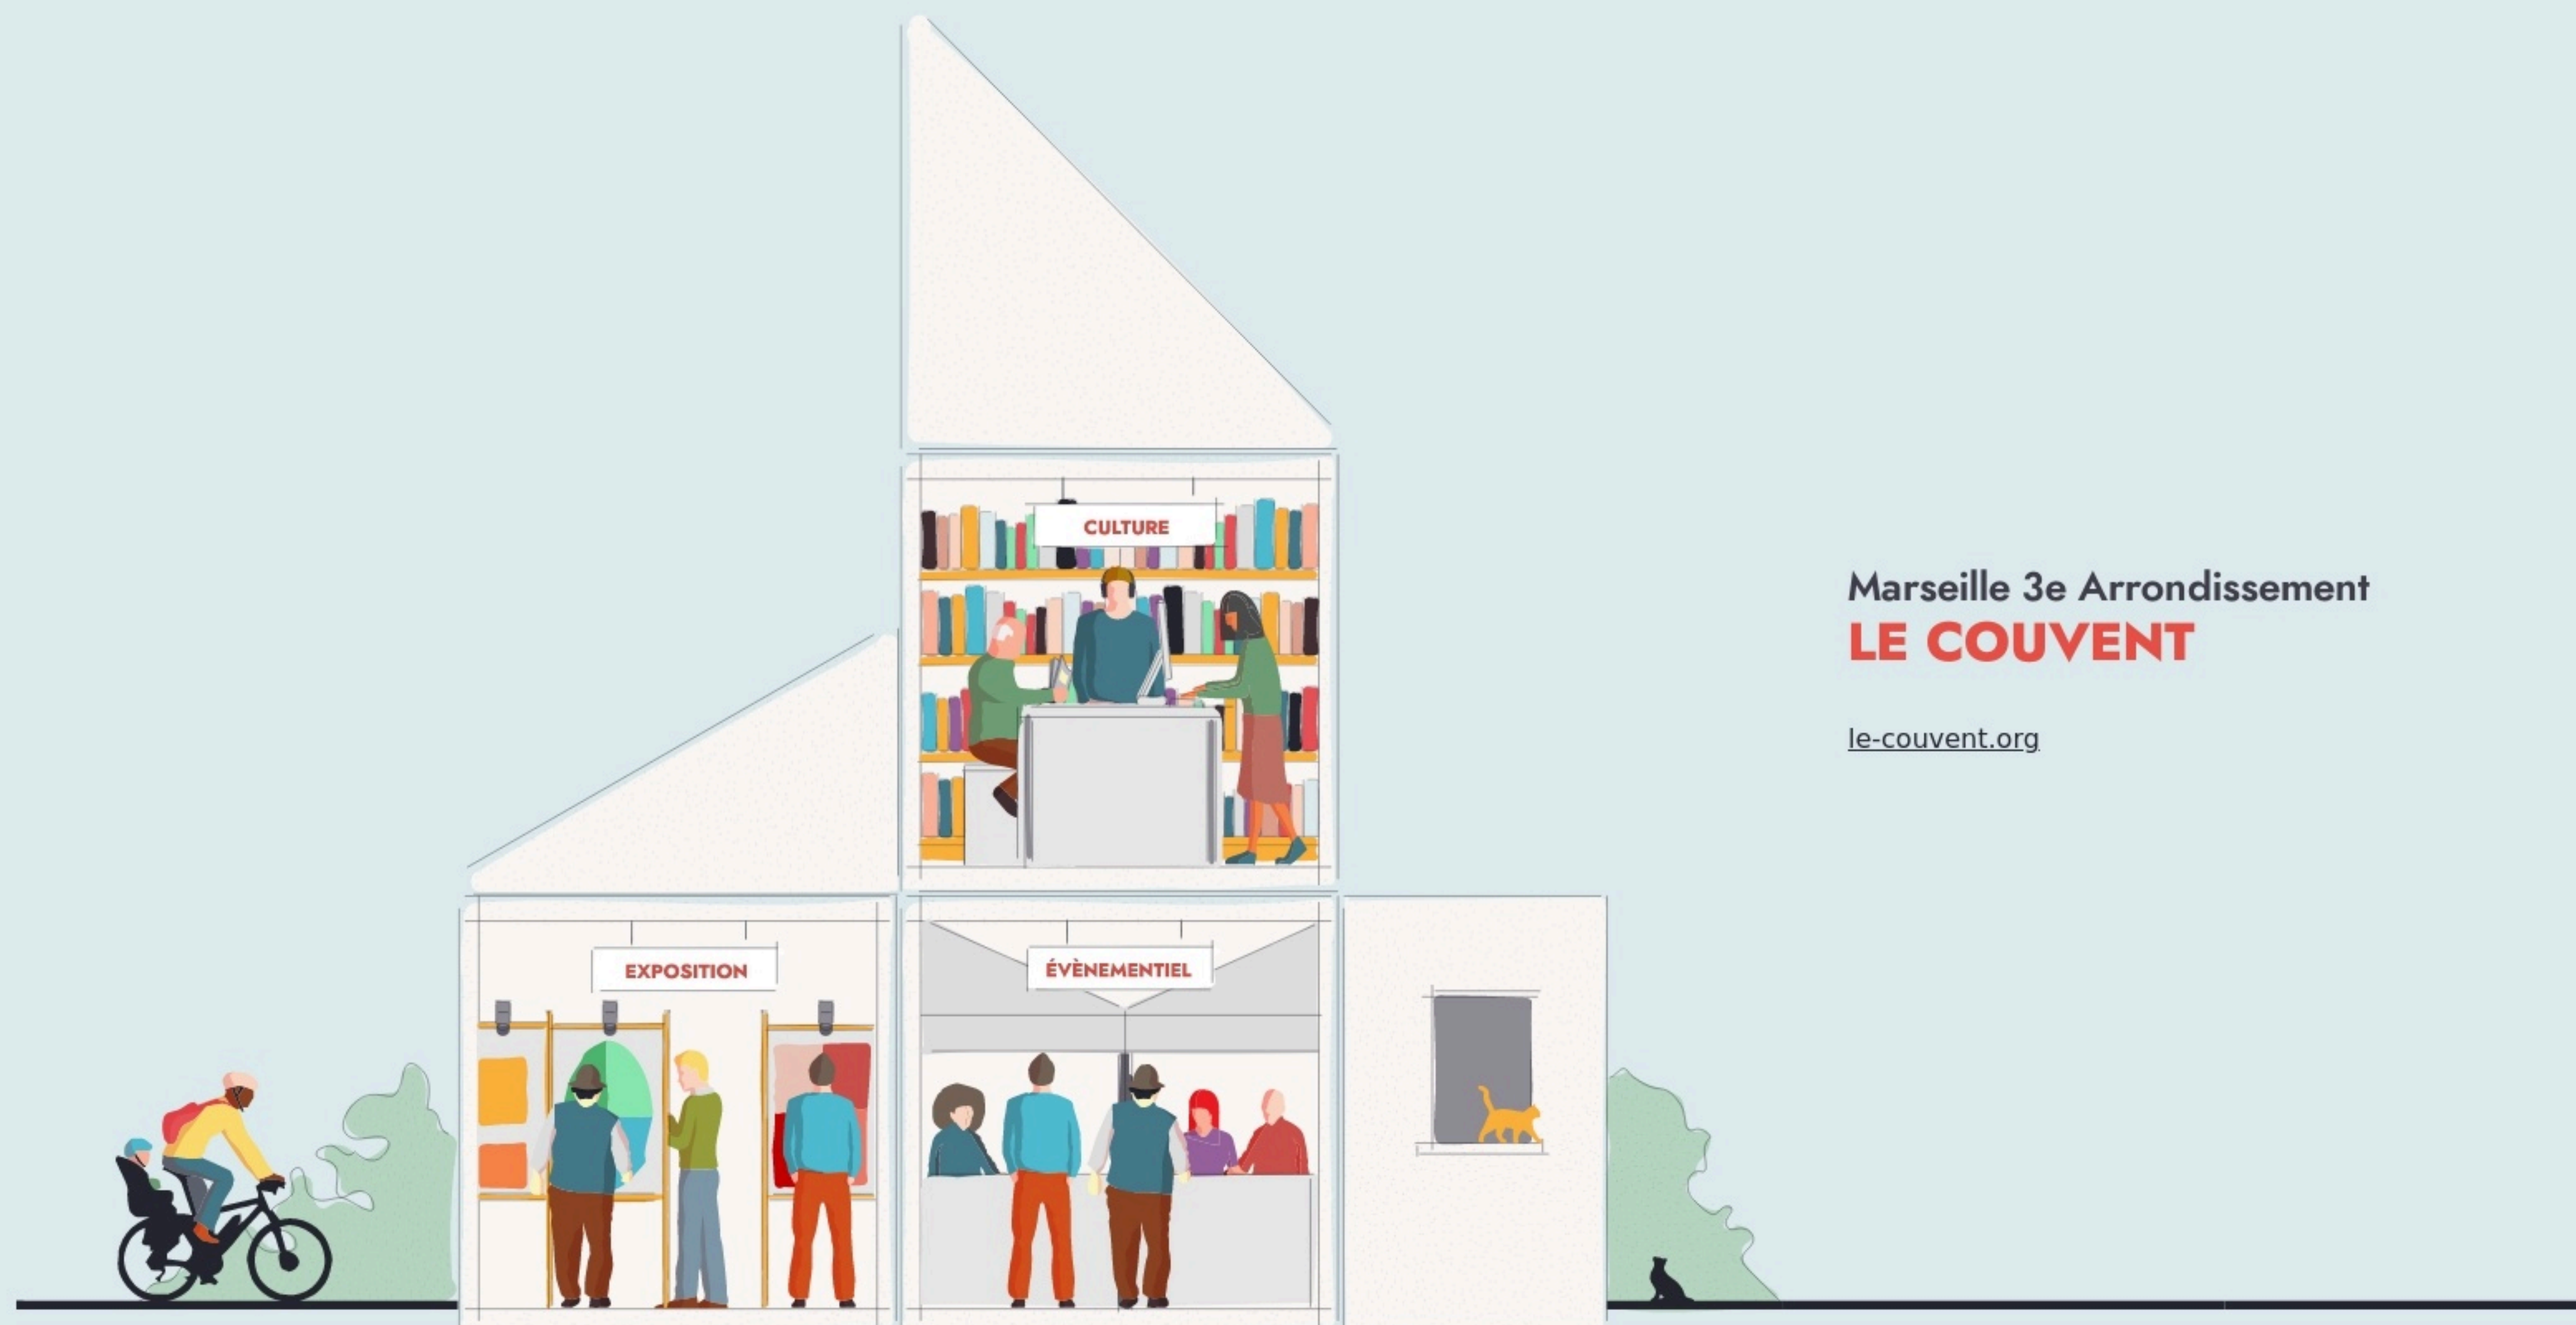 CULTURE
EXPOSITION
ÉVÈNEMENTIEL
Marseille 3e Arrondissement
LE COUVENT
le-couvent.org